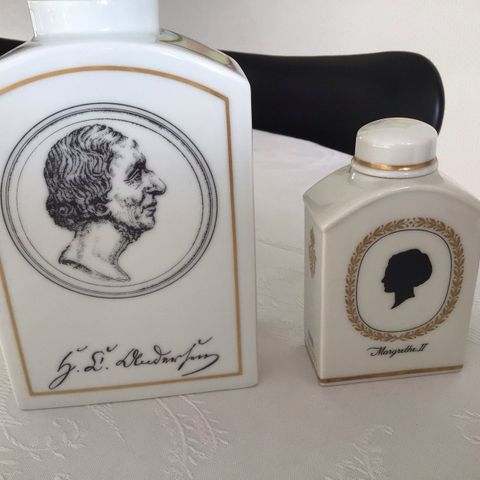 H. C. Andersen
Margrethe II